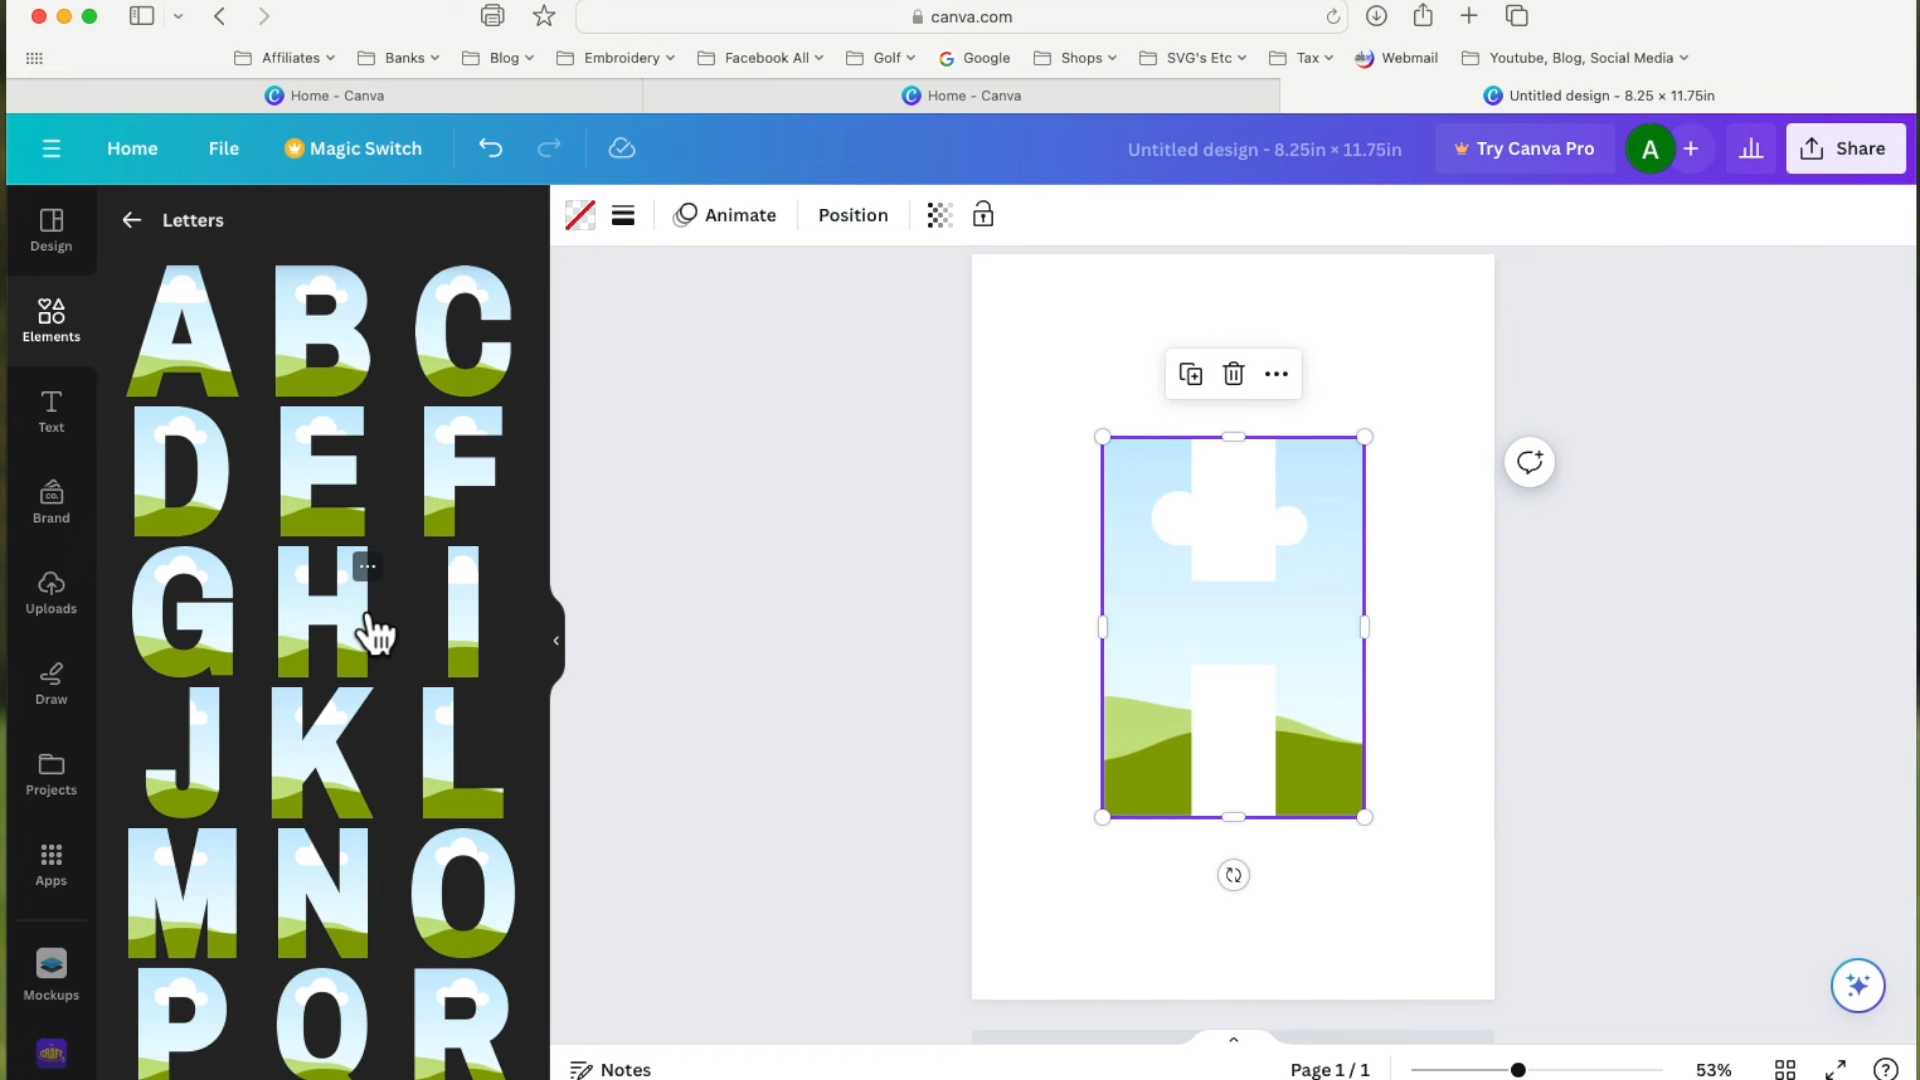 canva.com
Affiliates Banks Blog Embroidery Facebook All Golf Google Shops SVG's Etc Tax Webmail Youtube, Blog, Social Media
Home - Canva
Home - Canva
Untitled design - 8.25 × 11.75in
Home File Magic Switch
Untitled design - 8.25in × 11.75in
Try Canva Pro
A
Share
Letters
Animate
Position
Design
Elements
Text
CO.
Brand
Uploads
Draw
Projects
Apps
Mockups
CRAFT
A B C
D E F
G H I
J K L
M N O
P Q R
H
Notes
Page 1 / 1
53%